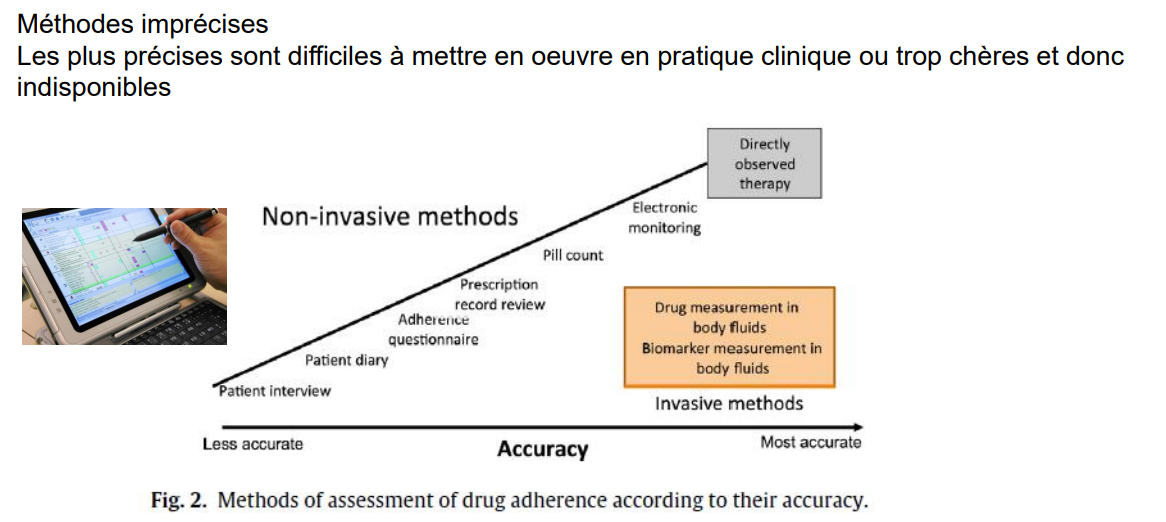 Méthodes imprécises
Les plus précises sont difficiles à mettre en oeuvre en pratique clinique ou trop chères et donc
indisponibles
Directly
observed
therapy
Non-invasive methods
Electronic
monitoring
Pill count
Prescription
record review
Adherence
questionnaire
Patient diary
Patient interview
Drug measurement in
body fluids
Biomarker measurement in
body fluids
Invasive methods
Less accurate
Accuracy
Most accurate
Fig. 2. Methods of assessment of drug adherence according to their accuracy.